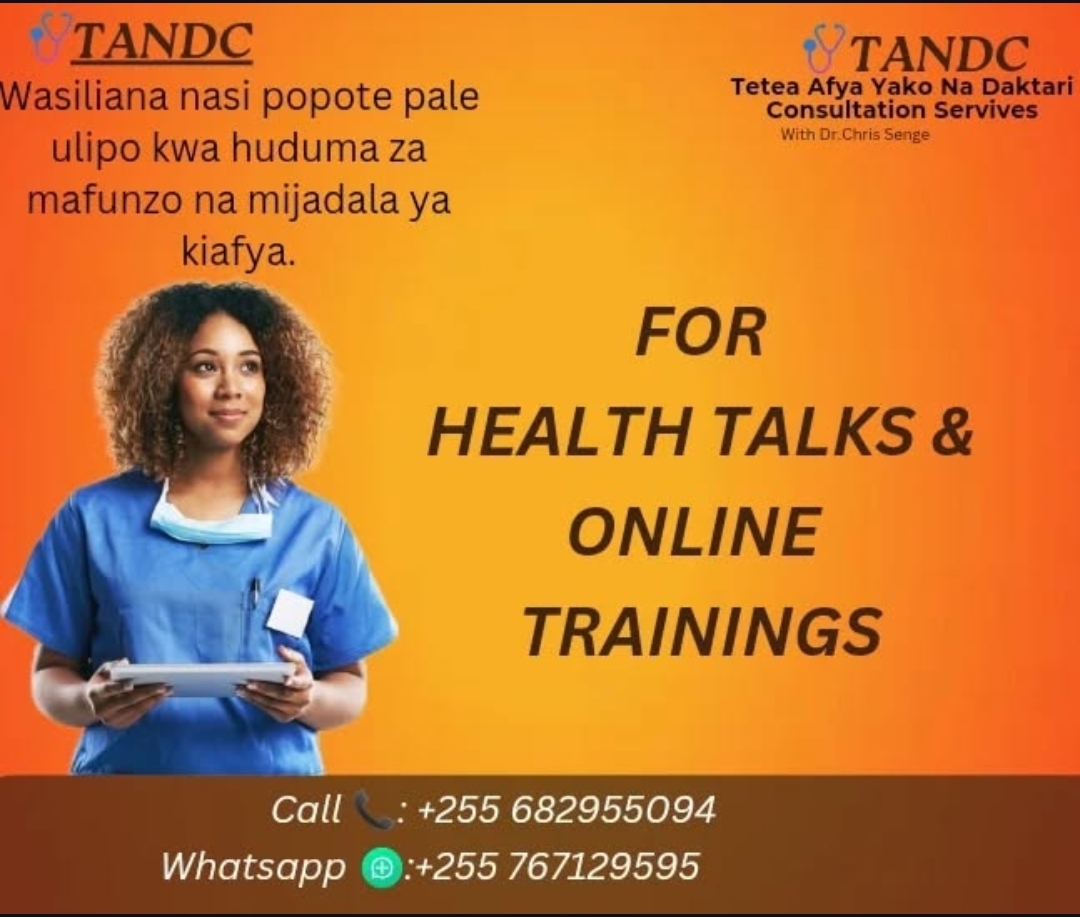 TANDC
Wasiliana nasi popote pale
ulipo kwa huduma za
mafunzo na mijadala ya
kiafya.
TANDC
Tetea Afya Yako Na Daktari
Consultation Servives
With Dr.Chris Senge
FOR
HEALTH TALKS &
ONLINE
TRAININGS
Call 📞: +255 682955094
Whatsapp :+255 767129595